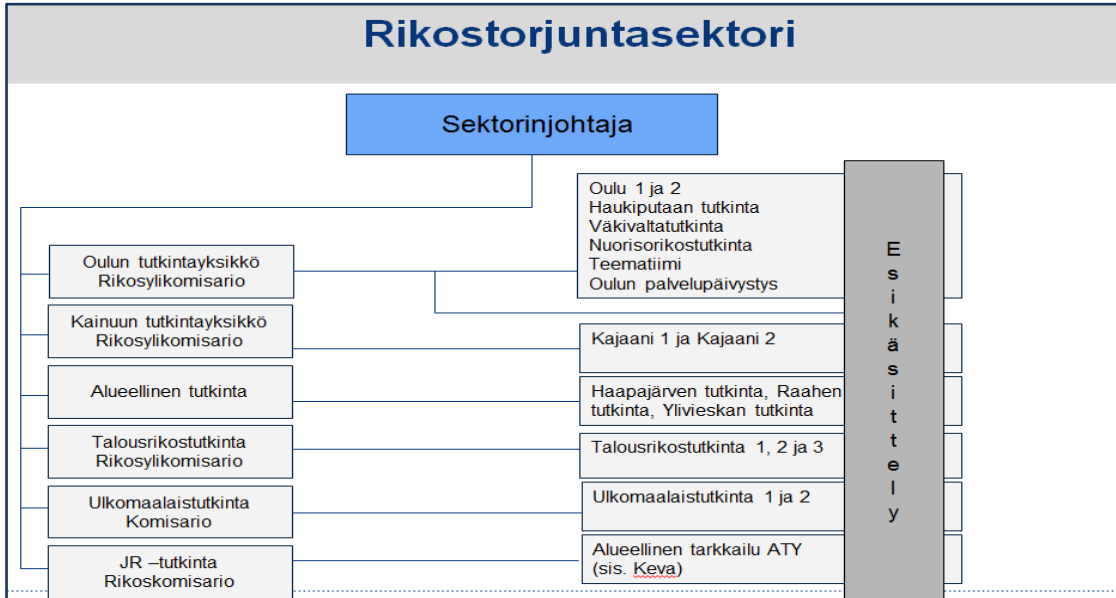 Rikostorjuntasektori
Sektorinjohtaja
Oulun tutkintayksikkö
Rikosylikomisario
Kainuun tutkintayksikkö
Rikosylikomisario
Alueellinen tutkinta
Talousrikostutkinta
Rikosylikomisario
Ulkomaalaistutkinta
Komisario
JR –tutkinta
Rikoskomisario
Oulu 1 ja 2
Haukiputaan tutkinta
Väkivaltatutkinta
Nuorisorikostutkinta
Teematiimi
Oulun palvelupäivystys
Kajaani 1 ja Kajaani 2
Haapajärven tutkinta, Raahen
tutkinta, Ylivieskan tutkinta
Talousrikostutkinta 1, 2 ja 3
Ulkomaalaistutkinta 1 ja 2
Alueellinen tarkkailu ATY
(sis. Keva)
Esikäsittely